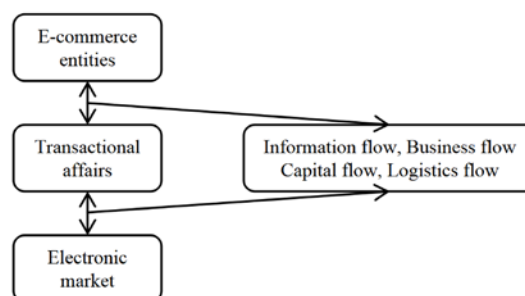 E-commerce
entities
Transactional
affairs
Information flow, Business flow
Capital flow, Logistics flow
Electronic
market